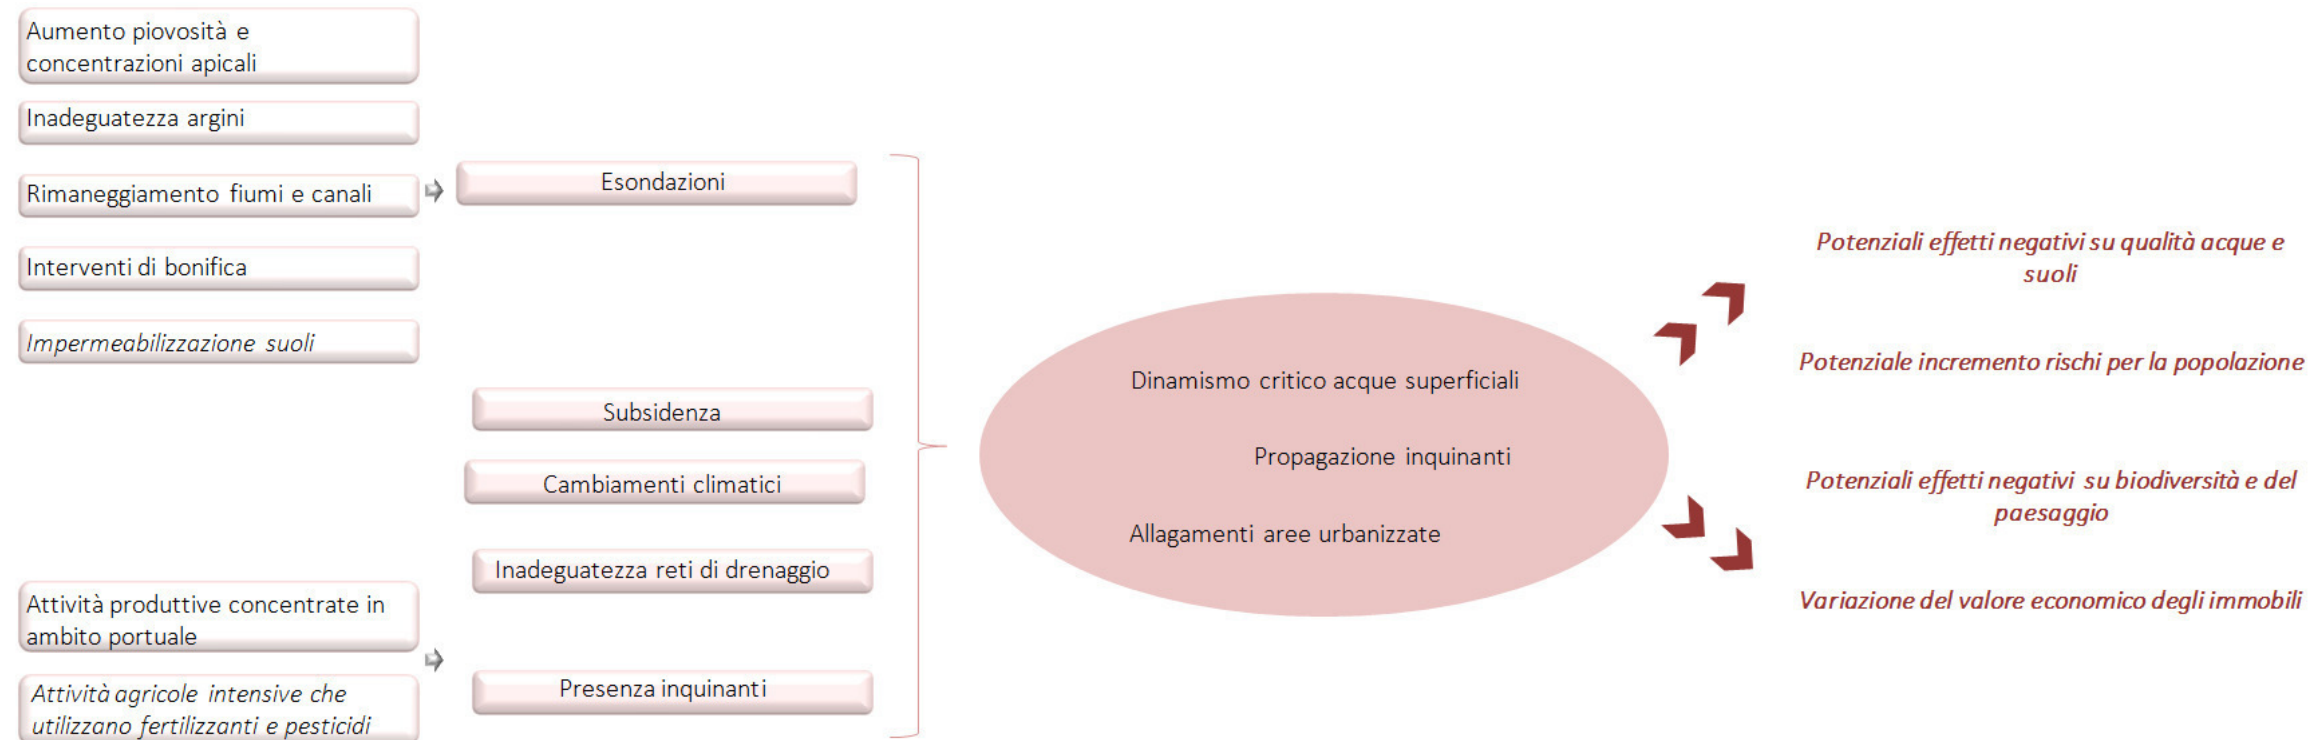 Aumento piovosità e
concentrazioni apicali
Inadeguatezza argini
Rimaneggiamento fiumi e canali
Interventi di bonifica
Impermeabilizzazione suoli
Attività produttive concentrate in
ambito portuale
Attività agricole intensive che
utilizzano fertilizzanti e pesticidi
Esondazioni
Subsidenza
Cambiamenti climatici
Inadeguatezza reti di drenaggio
Presenza inquinanti
Dinamismo critico acque superficiali
Propagazione inquinanti
Allagamenti aree urbanizzate
Potenziali effetti negativi su qualità acque e
suoli
Potenziale incremento rischi per la popolazione
Potenziali effetti negativi su biodiversità e del
paesaggio
Variazione del valore economico degli immobili